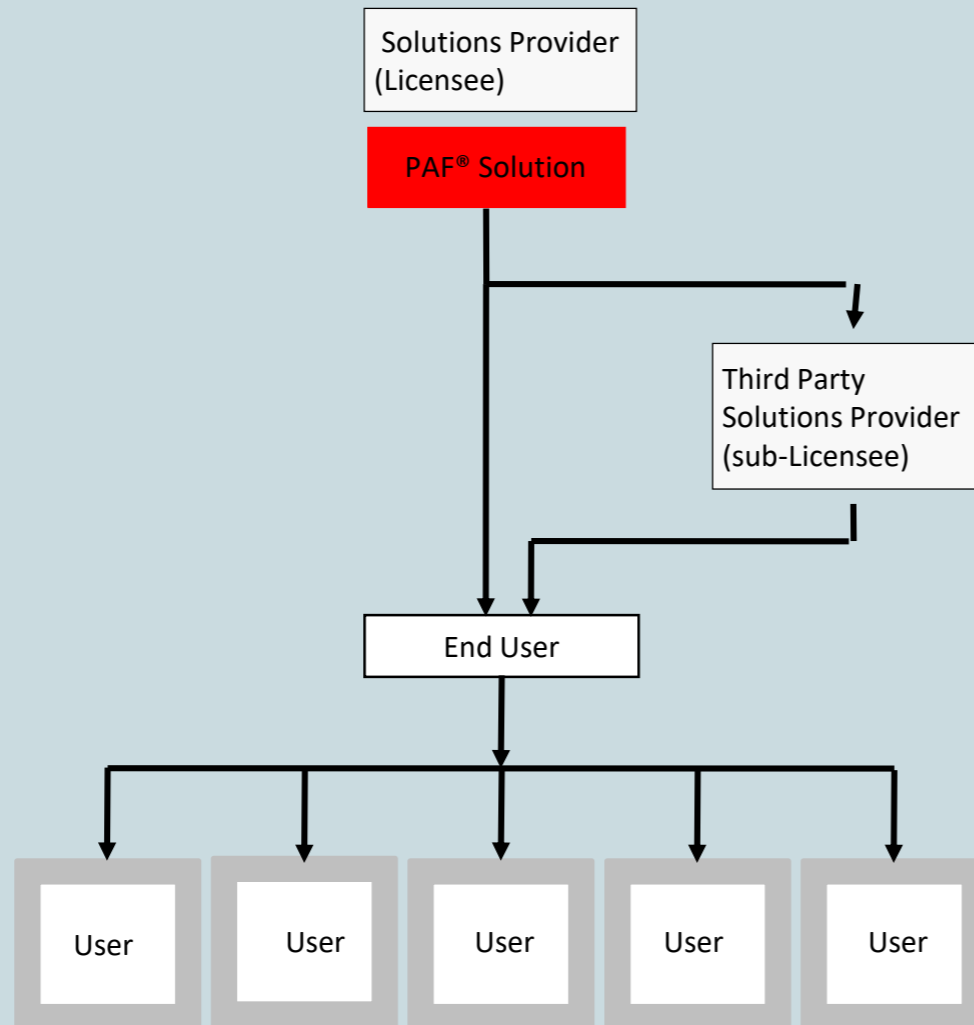 Solutions Provider
(Licensee)
PAF® Solution
Third Party
Solutions Provider
(sub-Licensee)
End User
User
User
User
User
User